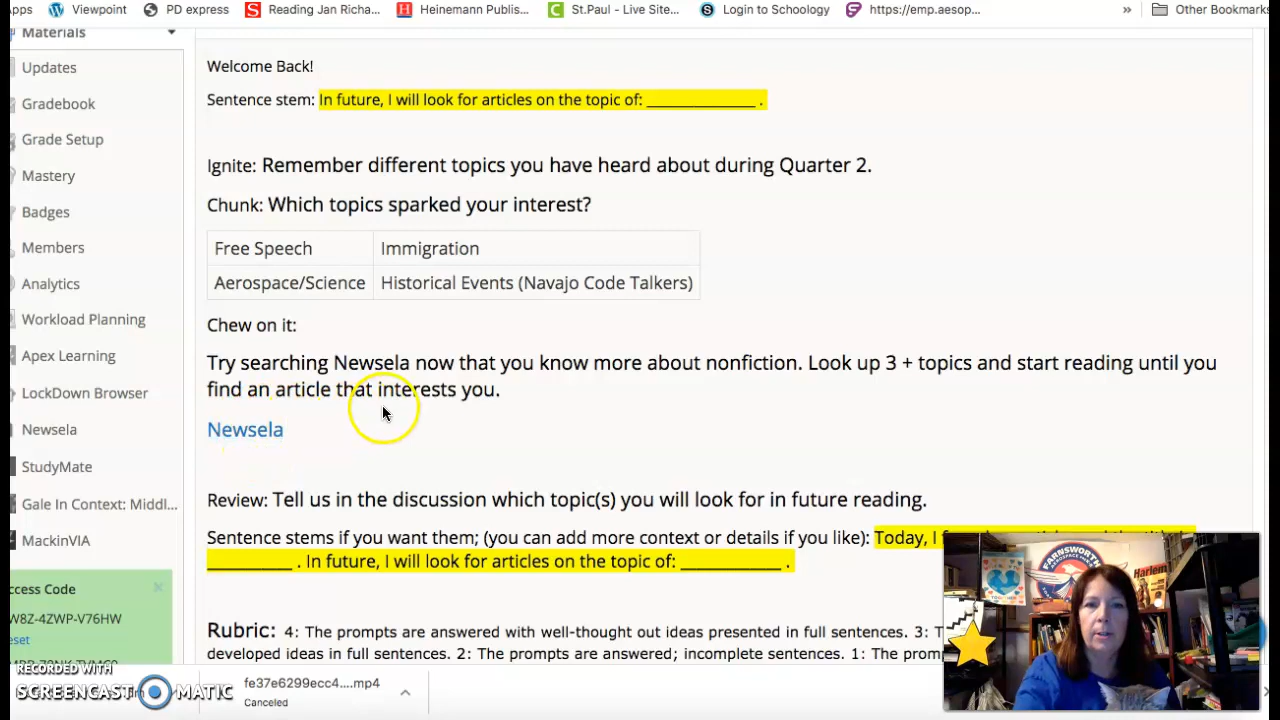 Apps
Viewpoint
PD express
Reading Jan Richa...
Heinemann Publis...
St.Paul - Live Site...
Login to Schoology
https://emp.aesop...
»
Other Bookmarks
Materials
Updates
Gradebook
Grade Setup
Mastery
Badges
Members
Analytics
Workload Planning
Apex Learning
LockDown Browser
Newsela
StudyMate
Gale In Context: Middl...
MackinVIA
ccess Code
W8Z-4ZWP-V76HW
eset
Welcome Back!
Sentence stem: In future, I will look for articles on the topic of: ______________ .
Ignite: Remember different topics you have heard about during Quarter 2.
Chunk: Which topics sparked your interest?
Free Speech Immigration
Aerospace/Science Historical Events (Navajo Code Talkers)
Chew on it:
Try searching Newsela now that you know more about nonfiction. Look up 3 + topics and start reading until you
find an article that interests you.
Newsela
Review: Tell us in the discussion which topic(s) you will look for in future reading.
Sentence stems if you want them; (you can add more context or details if you like): Today, I
___________ . In future, I will look for articles on the topic of: _____________ .
Rubric: 4: The prompts are answered with well-thought out ideas presented in full sentences. 3:
developed ideas in full sentences. 2: The prompts are answered; incomplete sentences. 1: The prom
FARNSWORTH
Harlem
RECORDED WITH
SCREENCAST MATIC
fe37e6299ecc4....mp4
Canceled